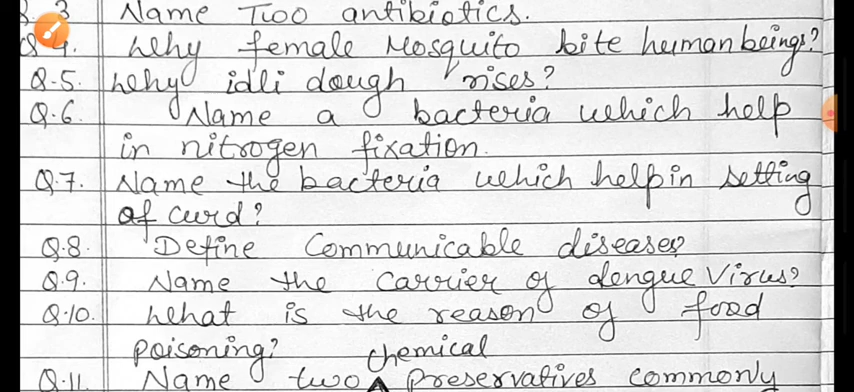 3 Name Two antibiotics.
Q 4. Why female Mosquito bite human beings?
Q.5. Why idli dough rises?
Q.6. Name a bacteria which help
in nitrogen fixation.
Q.7. Name the bacteria which help in setting
of curd?
Q.8. Define Communicable diseases?
Q.9. Name the carrier of dengue Virus?
Q.10. What is the reason of food
poisoning?
chemical
Q.11. Name two ^ preservatives commonly